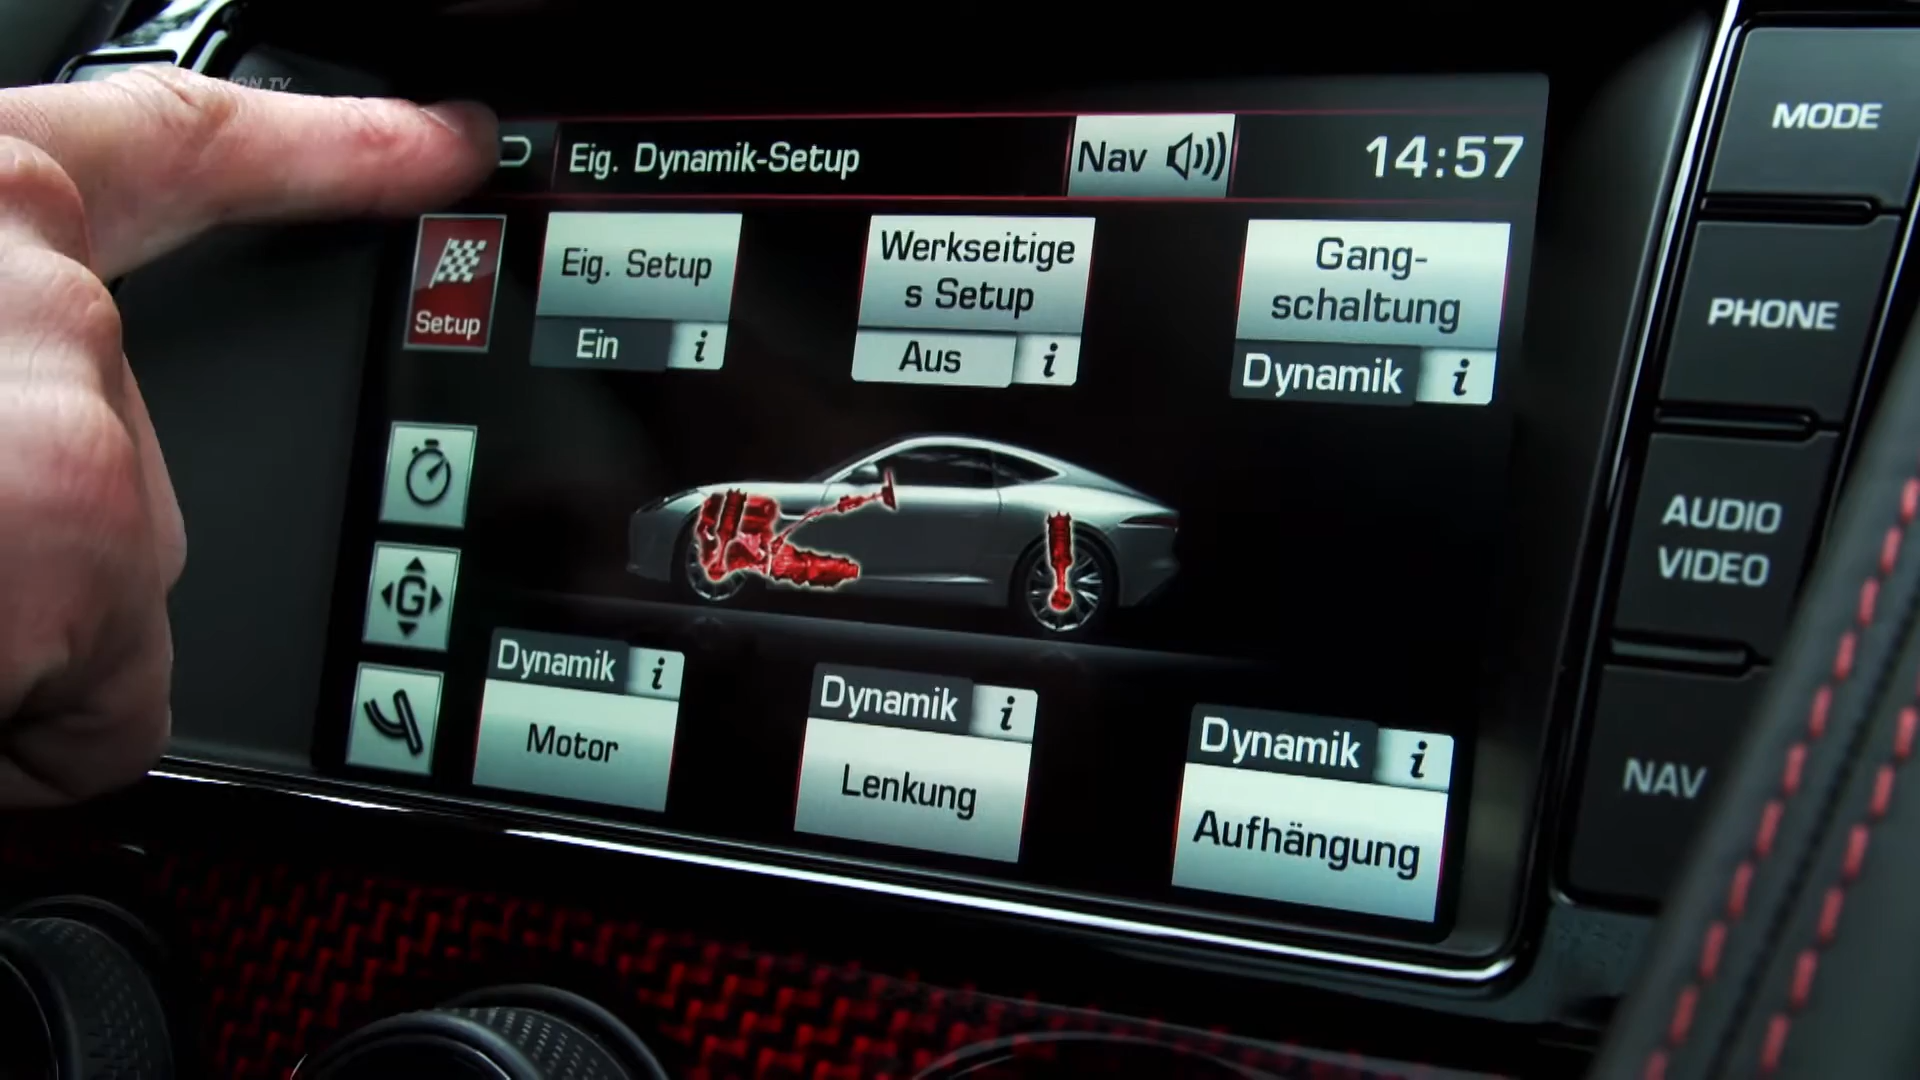 TV
Eig. Dynamik-Setup
Nav
14:57
MODE
Setup
Eig. Setup
Ein
i
Werkseitige
s Setup
Aus
i
Gang-
schaltung
Dynamik
i
PHONE
AUDIO
VIDEO
G
Dynamik
i
Motor
Dynamik
i
Lenkung
Dynamik
i
Aufhängung
NAV